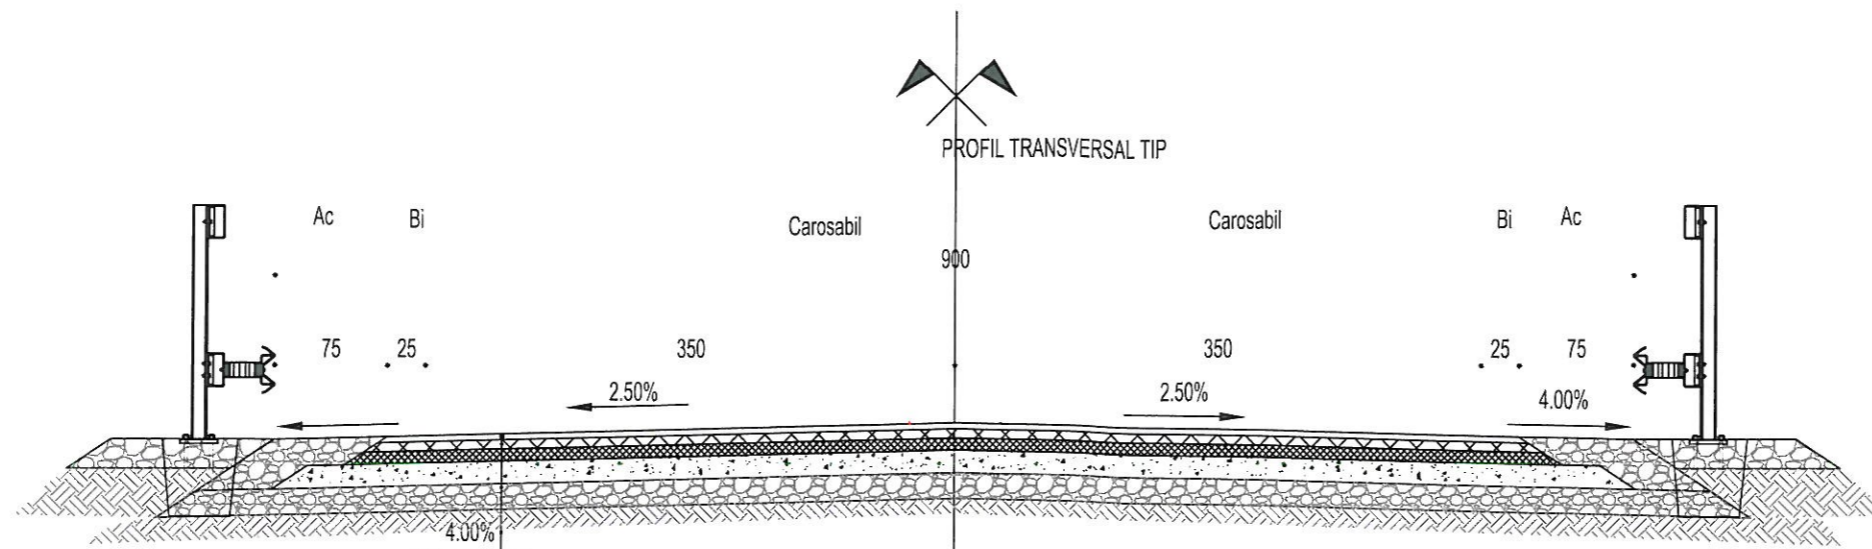 PROFIL TRANSVERSAL TIP
Ac Bi Carosabil Carosabil Bi Ac
900
75 25 350 350 25 75
2.50% 2.50% 4.00%
4.00%